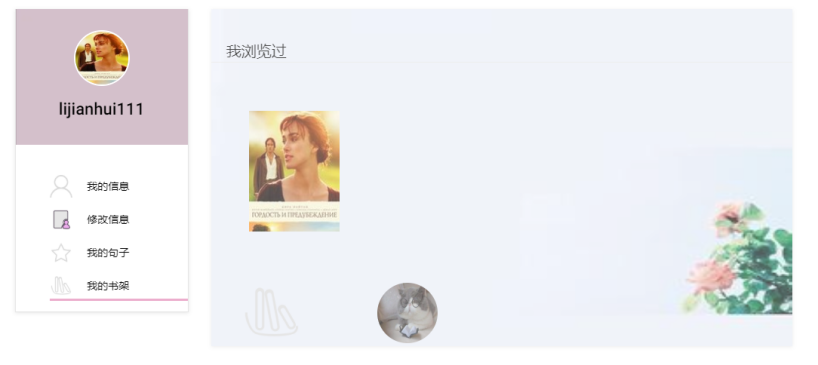 lijianhui111
我的信息
修改信息
我的句子
我的书架
我浏览过
ГОРДОСТЬ И ПРЕДУБЕЖДЕНИЕ